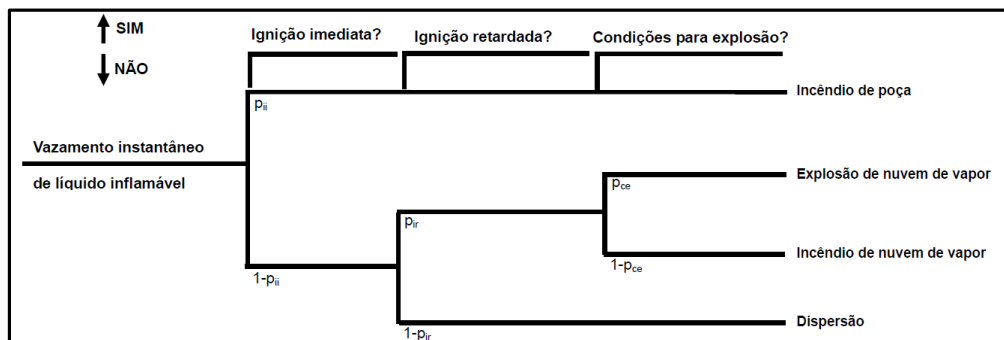 SIM
NÃO
Ignição imediata?
Ignição retardada?
Condições para explosão?
pii
Incêndio de poça
Vazamento instantâneo
de líquido inflamável
pce
Explosão de nuvem de vapor
pir
1-pce
Incêndio de nuvem de vapor
1-pii
1-pir
Dispersão